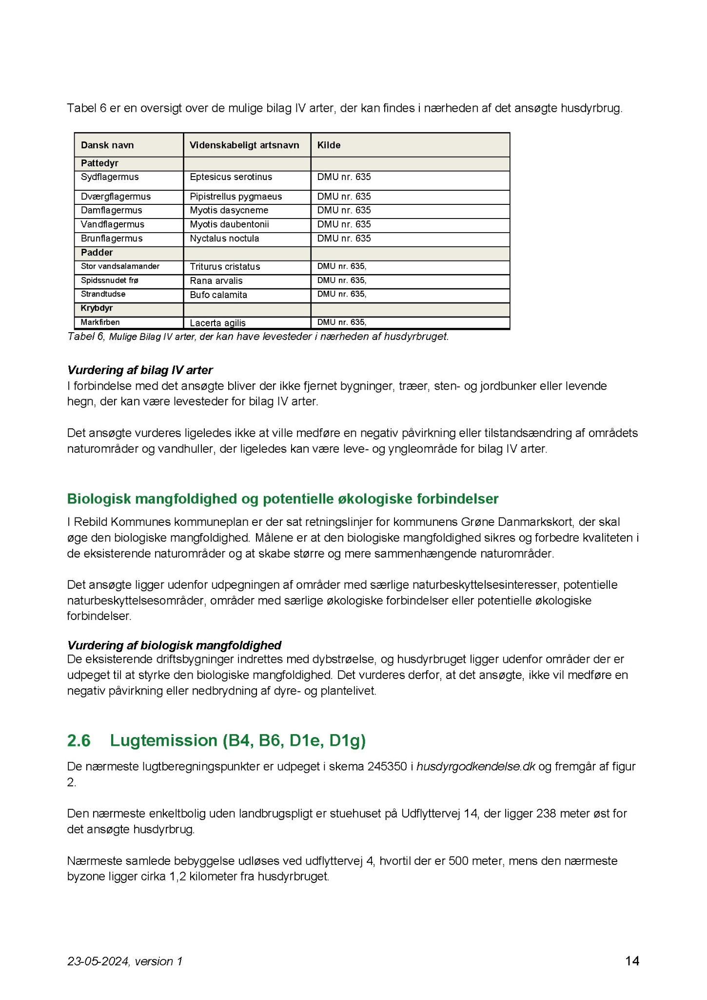 Tabel 6 er en oversigt over de mulige bilag IV arter, der kan findes i nærheden af det ansøgte husdyrbrug.
Dansk navn Videnskabeligt artsnavn Kilde
Pattedyr
Sydflagermus Eptesicus serotinus DMU nr. 635
Dværgflagermus Pipistrellus pygmaeus DMU nr. 635
Damflagermus Myotis dasycneme DMU nr. 635
Vandflagermus Myotis daubentonii DMU nr. 635
Brunflagermus Nyctalus noctula DMU nr. 635
Padder
Stor vandsalamander Triturus cristatus DMU nr. 635,
Spidssnudet frø Rana arvalis DMU nr. 635,
Strandtudse Bufo calamita DMU nr. 635,
Krybdyr
Markfirben Lacerta agilis DMU nr. 635,
Tabel 6, Mulige Bilag IV arter, der kan have levesteder i nærheden af husdyrbruget.
Vurdering af bilag IV arter
I forbindelse med det ansøgte bliver der ikke fjernet bygninger, træer, sten- og jordbunker eller levende
hegn, der kan være levesteder for bilag IV arter.
Det ansøgte vurderes ligeledes ikke at ville medføre en negativ påvirkning eller tilstandsændring af områdets
naturområder og vandhuller, der ligeledes kan være leve- og yngleområde for bilag IV arter.
Biologisk mangfoldighed og potentielle økologiske forbindelser
I Rebild Kommunes kommuneplan er der sat retningslinjer for kommunens Grøne Danmarkskort, der skal
øge den biologiske mangfoldighed. Målene er at den biologiske mangfoldighed sikres og forbedre kvaliteten i
de eksisterende naturområder og at skabe større og mere sammenhængende naturområder.
Det ansøgte ligger udenfor udpegningen af områder med særlige naturbeskyttelsesinteresser, potentielle
naturbeskyttelsesområder, områder med særlige økologiske forbindelser eller potentielle økologiske
forbindelser.
Vurdering af biologisk mangfoldighed
De eksisterende driftsbygninger indrettes med dybstrøelse, og husdyrbruget ligger udenfor områder der er
udpeget til at styrke den biologiske mangfoldighed. Det vurderes derfor, at det ansøgte, ikke vil medføre en
negativ påvirkning eller nedbrydning af dyre- og plantelivet.
2.6 Lugtemission (B4, B6, D1e, D1g)
De nærmeste lugtberegningspunkter er udpeget i skema 245350 i husdyrgodkendelse.dk og fremgår af figur
2.
Den nærmeste enkeltbolig uden landbrugspligt er stuehuset på Udflyttervej 14, der ligger 238 meter øst for
det ansøgte husdyrbrug.
Nærmeste samlede bebyggelse udløses ved udflyttervej 4, hvortil der er 500 meter, mens den nærmeste
byzone ligger cirka 1,2 kilometer fra husdyrbruget.
23-05-2024, version 1 14